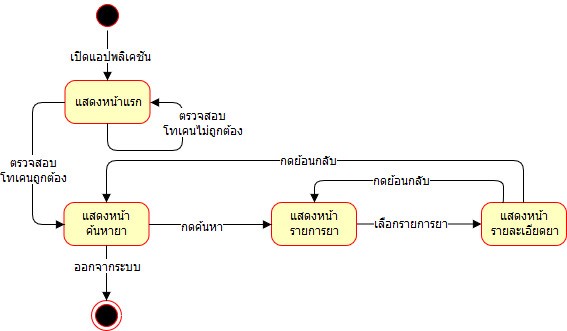 เปิดแอปพลิเคชัน
แสดงหน้าแรก
ตรวจสอบ
โทเคนไม่ถูกต้อง
ตรวจสอบ
โทเคนถูกต้อง
กดย้อนกลับ
กดย้อนกลับ
แสดงหน้า
ค้นหายา
กดค้นหา
แสดงหน้า
รายการยา
เลือกรายการยา
แสดงหน้า
รายละเอียดยา
ออกจากระบบ